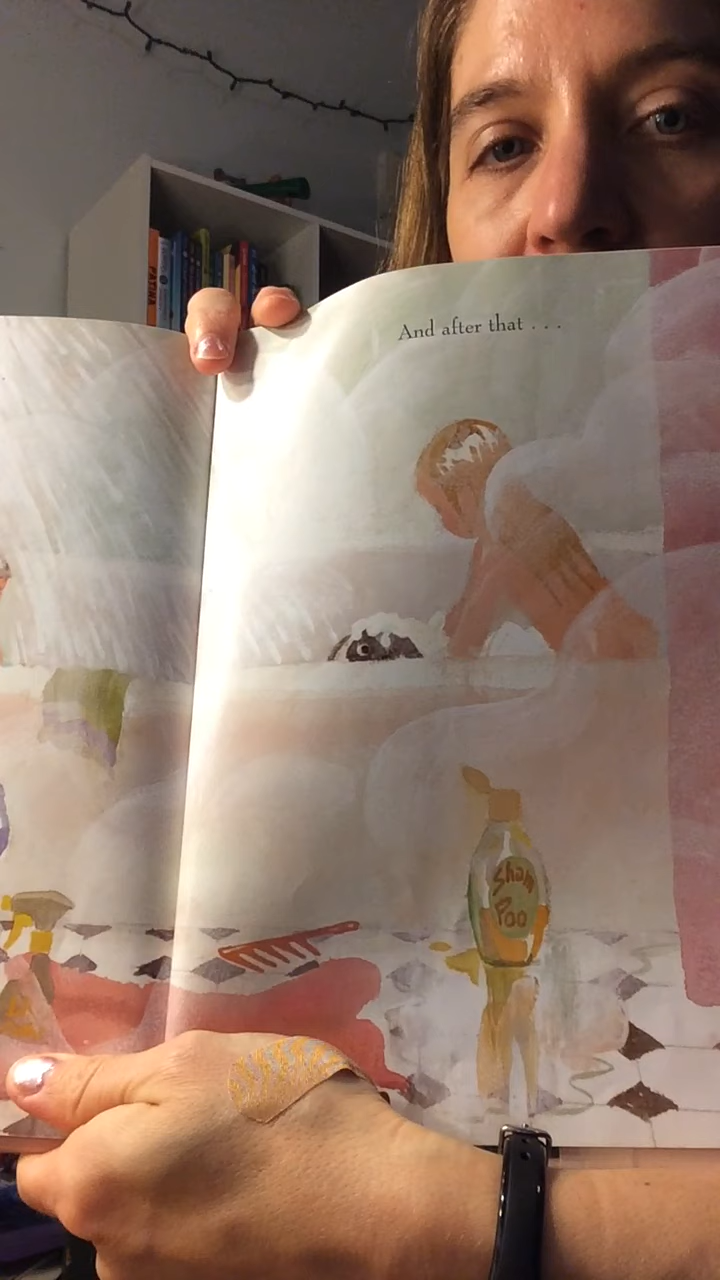 And after that . . .
Sham
Poo